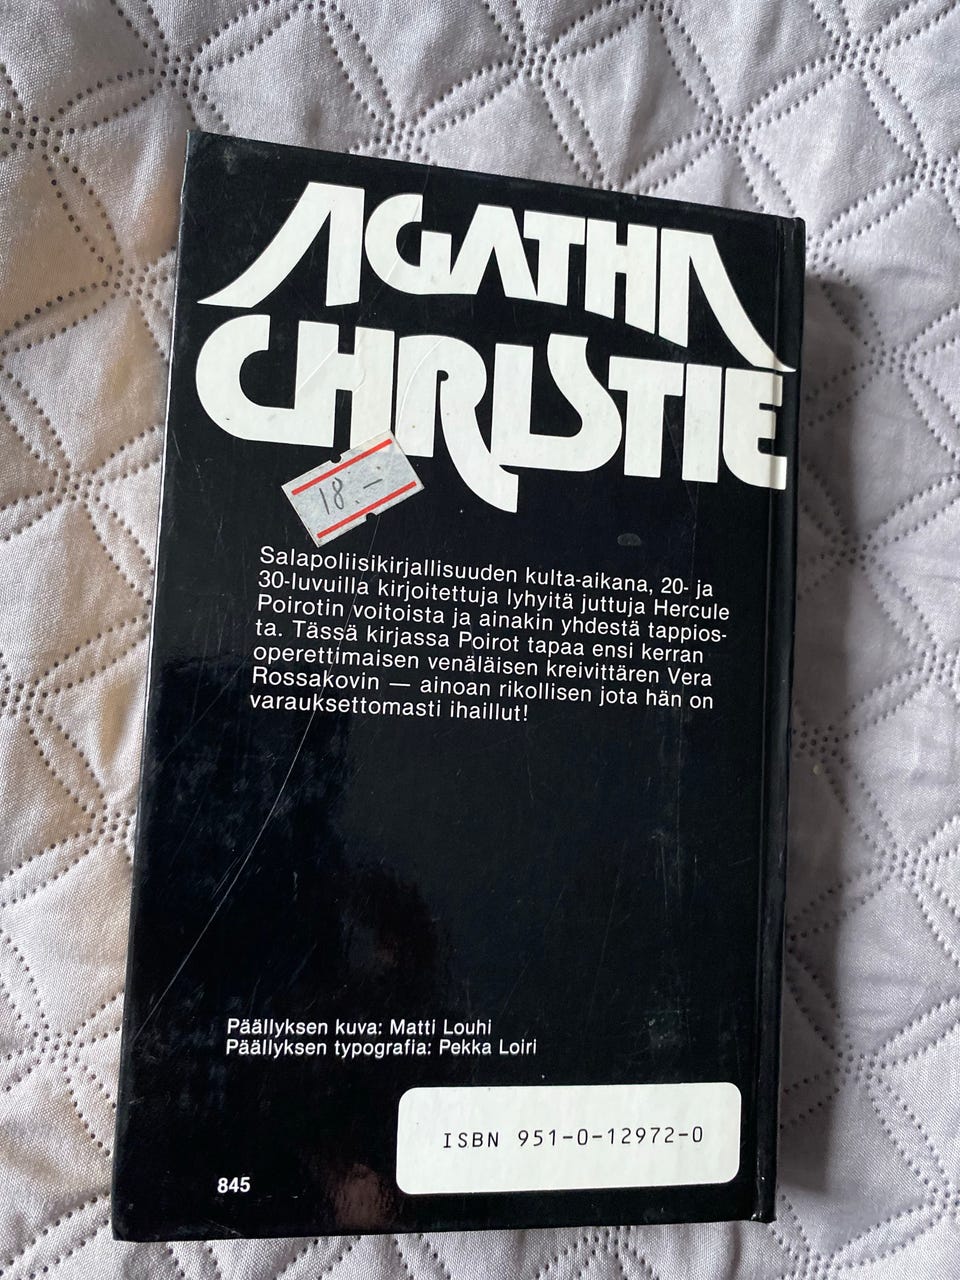 AGATHA
CHRISTIE
18.-
Salapoliisikirjallisuuden kulta-aikana, 20- ja
30-luvuilla kirjoitettuja lyhyitä juttuja Hercule
Poirotin voitoista ja ainakin yhdestä tappios-
ta. Tässä kirjassa Poirot tapaa ensi kerran
operettimaisen venäläisen kreivittären Vera
Rossakovin — ainoan rikollisen jota hän on
varauksettomasti ihaillut!
Päällyksen kuva: Matti Louhi
Päällyksen typografia: Pekka Loiri
ISBN 951-0-12972-0
845